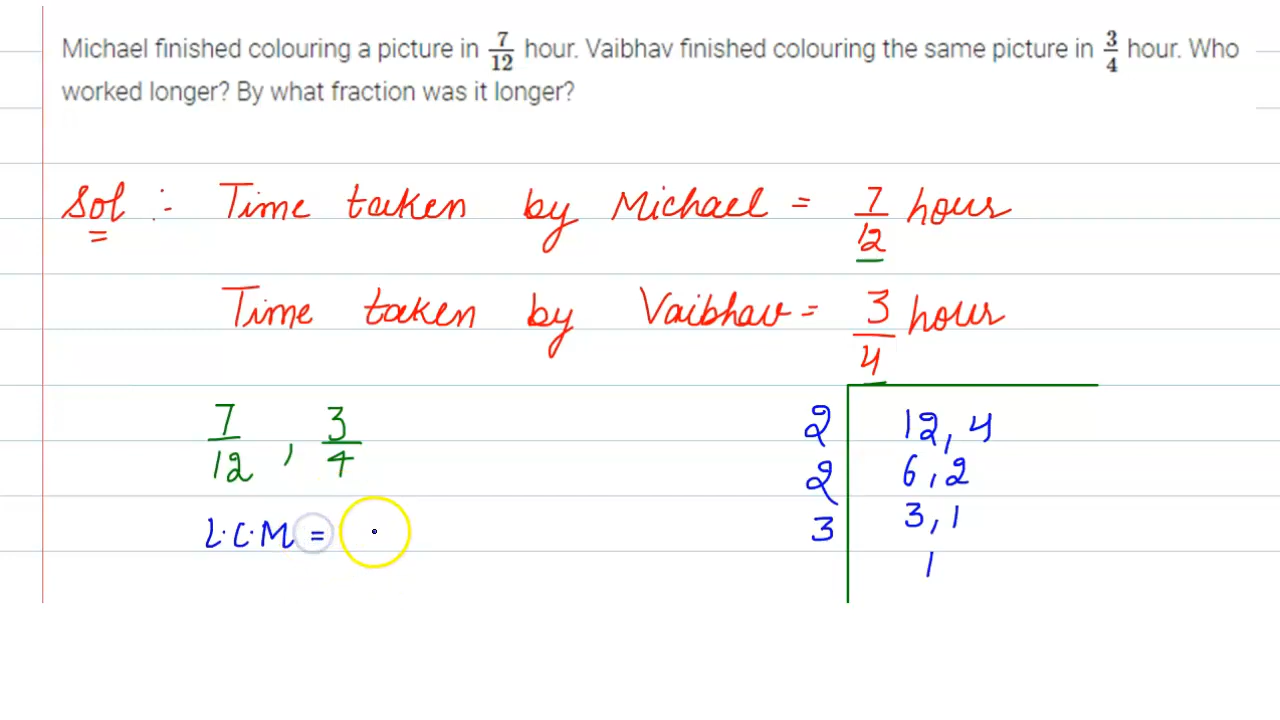 Michael finished colouring a picture in 7/12 hour. Vaibhav finished colouring the same picture in 3/4 hour. Who
worked longer? By what fraction was it longer?
Sol :- Time taken by Michael = 7/12 hour
Time taken by Vaibhav = 3/4 hour
7/12 , 3/4
L.C.M =
2 | 12, 4
2 | 6, 2
3 | 3, 1
1